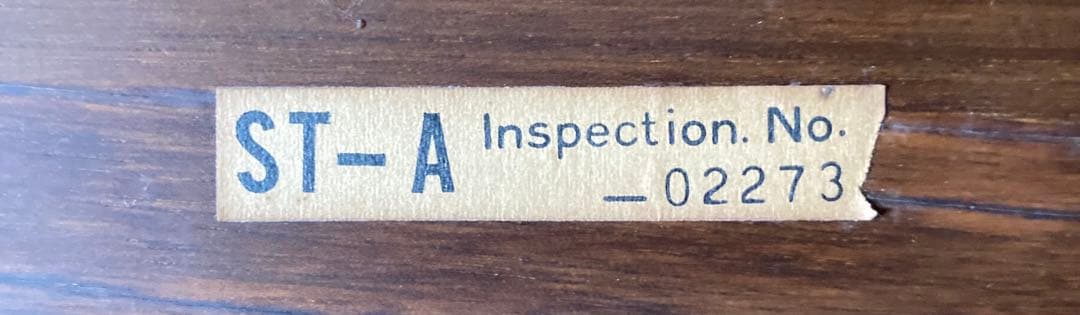 ST-A Inspection. No.
_02273